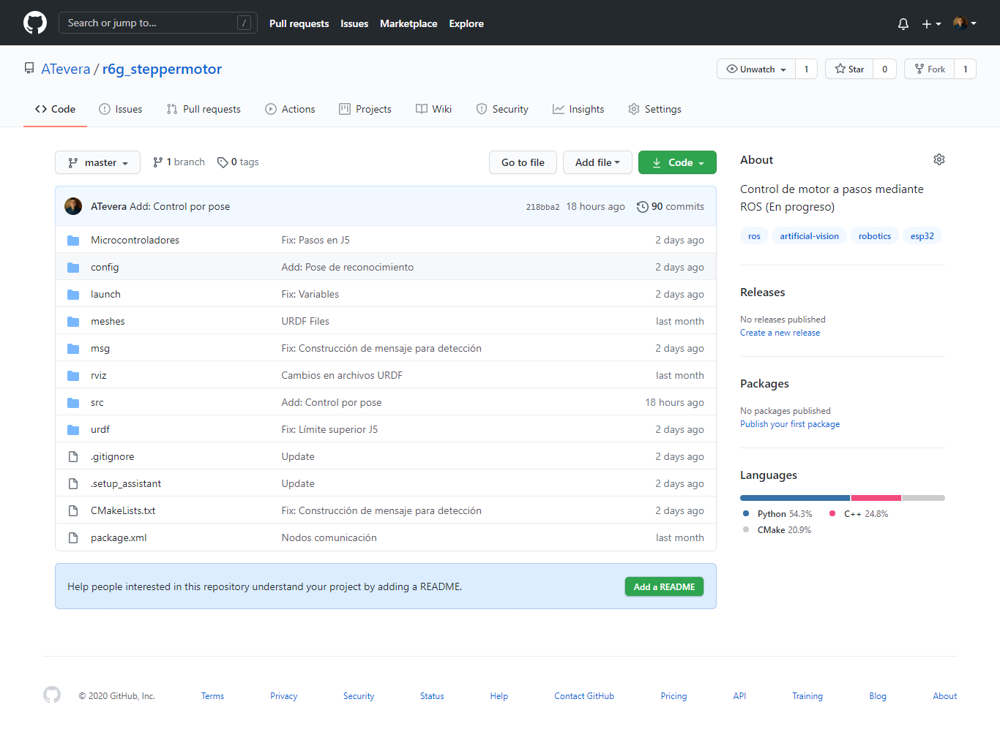 Search or jump to... /
Pull requests Issues Marketplace Explore
ATevera / r6g_steppermotor
Unwatch 1 Star 0 Fork 1
Code Issues Pull requests Actions Projects Wiki Security Insights Settings
master 1 branch 0 tags Go to file Add file Code
ATevera Add: Control por pose 218bba2 18 hours ago 90 commits
Microcontroladores Fix: Pasos en J5 2 days ago
config Add: Pose de reconocimiento 2 days ago
launch Fix: Variables 2 days ago
meshes URDF Files last month
msg Fix: Construcción de mensaje para detección 2 days ago
rviz Cambios en archivos URDF last month
src Add: Control por pose 18 hours ago
urdf Fix: Límite superior J5 2 days ago
.gitignore Update 2 days ago
.setup_assistant Update 2 days ago
CMakeLists.txt Fix: Construcción de mensaje para detección 2 days ago
package.xml Nodos comunicación last month
Help people interested in this repository understand your project by adding a README. Add a README
About
Control de motor a pasos mediante
ROS (En progreso)
ros artificial-vision robotics esp32
Releases
No releases published
Create a new release
Packages
No packages published
Publish your first package
Languages
Python 54.3% C++ 24.8%
CMake 20.9%
© 2020 GitHub, Inc. Terms Privacy Security Status Help Contact GitHub Pricing API Training Blog About